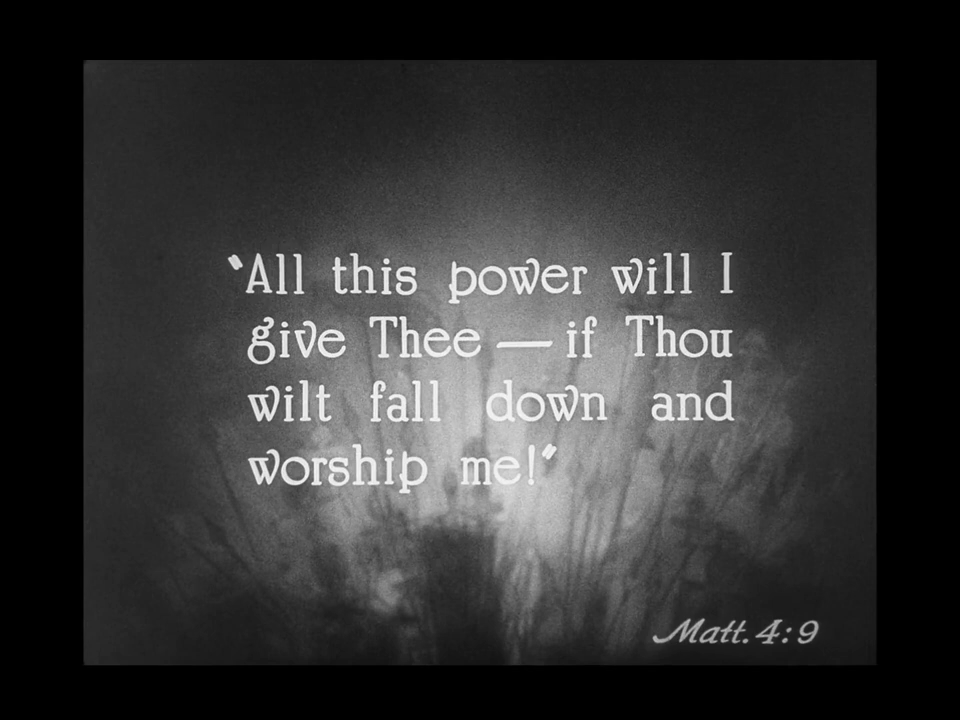 “All this power will I
give Thee — if Thou
wilt fall down and
worship me!”
Matt. 4:9